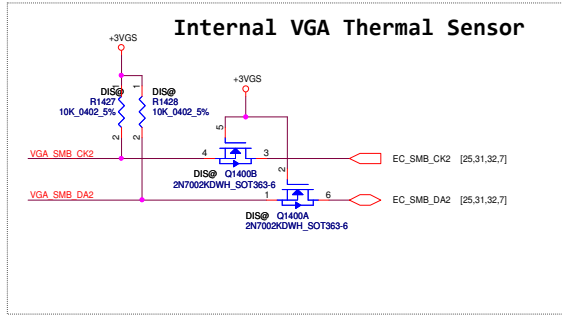 Internal VGA Thermal Sensor
+3VGS
+3VGS
1
1
DIS@
DIS@
R1427
R1428
10K_0402_5%
10K_0402_5%
2
2
5
VGA_SMB_CK2
4
3
EC_SMB_CK2 [25,31,32,7]
DIS@ Q1400B
2N7002KDWH_SOT363-6
2
VGA_SMB_DA2
1
6
EC_SMB_DA2 [25,31,32,7]
DIS@ Q1400A
2N7002KDWH_SOT363-6